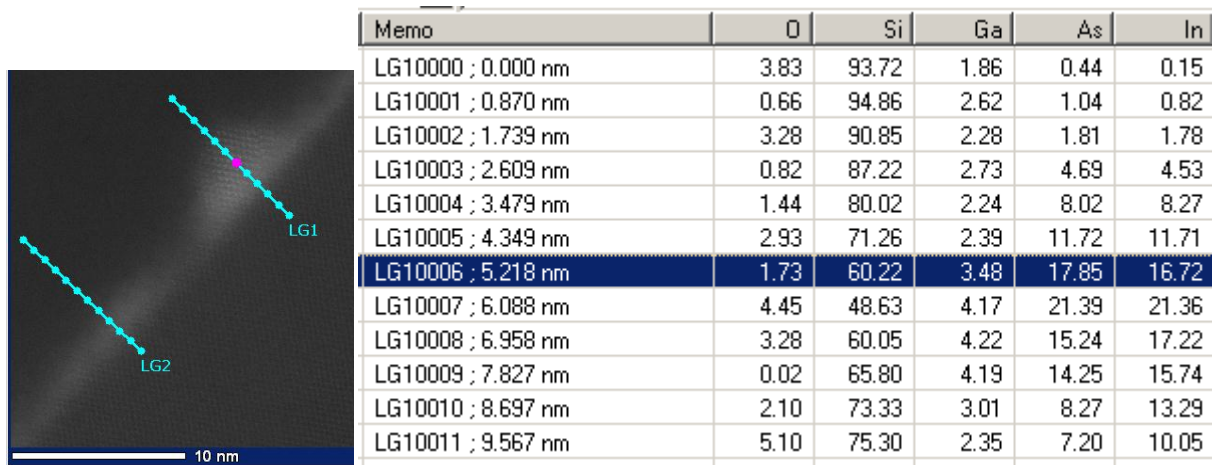 LG1
LG2
10 nm
Memo O Si Ga As In
LG10000 ; 0.000 nm 3.83 93.72 1.86 0.44 0.15
LG10001 ; 0.870 nm 0.66 94.86 2.62 1.04 0.82
LG10002 ; 1.739 nm 3.28 90.85 2.28 1.81 1.78
LG10003 ; 2.609 nm 0.82 87.22 2.73 4.69 4.53
LG10004 ; 3.479 nm 1.44 80.02 2.24 8.02 8.27
LG10005 ; 4.349 nm 2.93 71.26 2.39 11.72 11.71
LG10006 ; 5.218 nm 1.73 60.22 3.48 17.85 16.72
LG10007 ; 6.088 nm 4.45 48.63 4.17 21.39 21.36
LG10008 ; 6.958 nm 3.28 60.05 4.22 15.24 17.22
LG10009 ; 7.827 nm 0.02 65.80 4.19 14.25 15.74
LG10010 ; 8.697 nm 2.10 73.33 3.01 8.27 13.29
LG10011 ; 9.567 nm 5.10 75.30 2.35 7.20 10.05